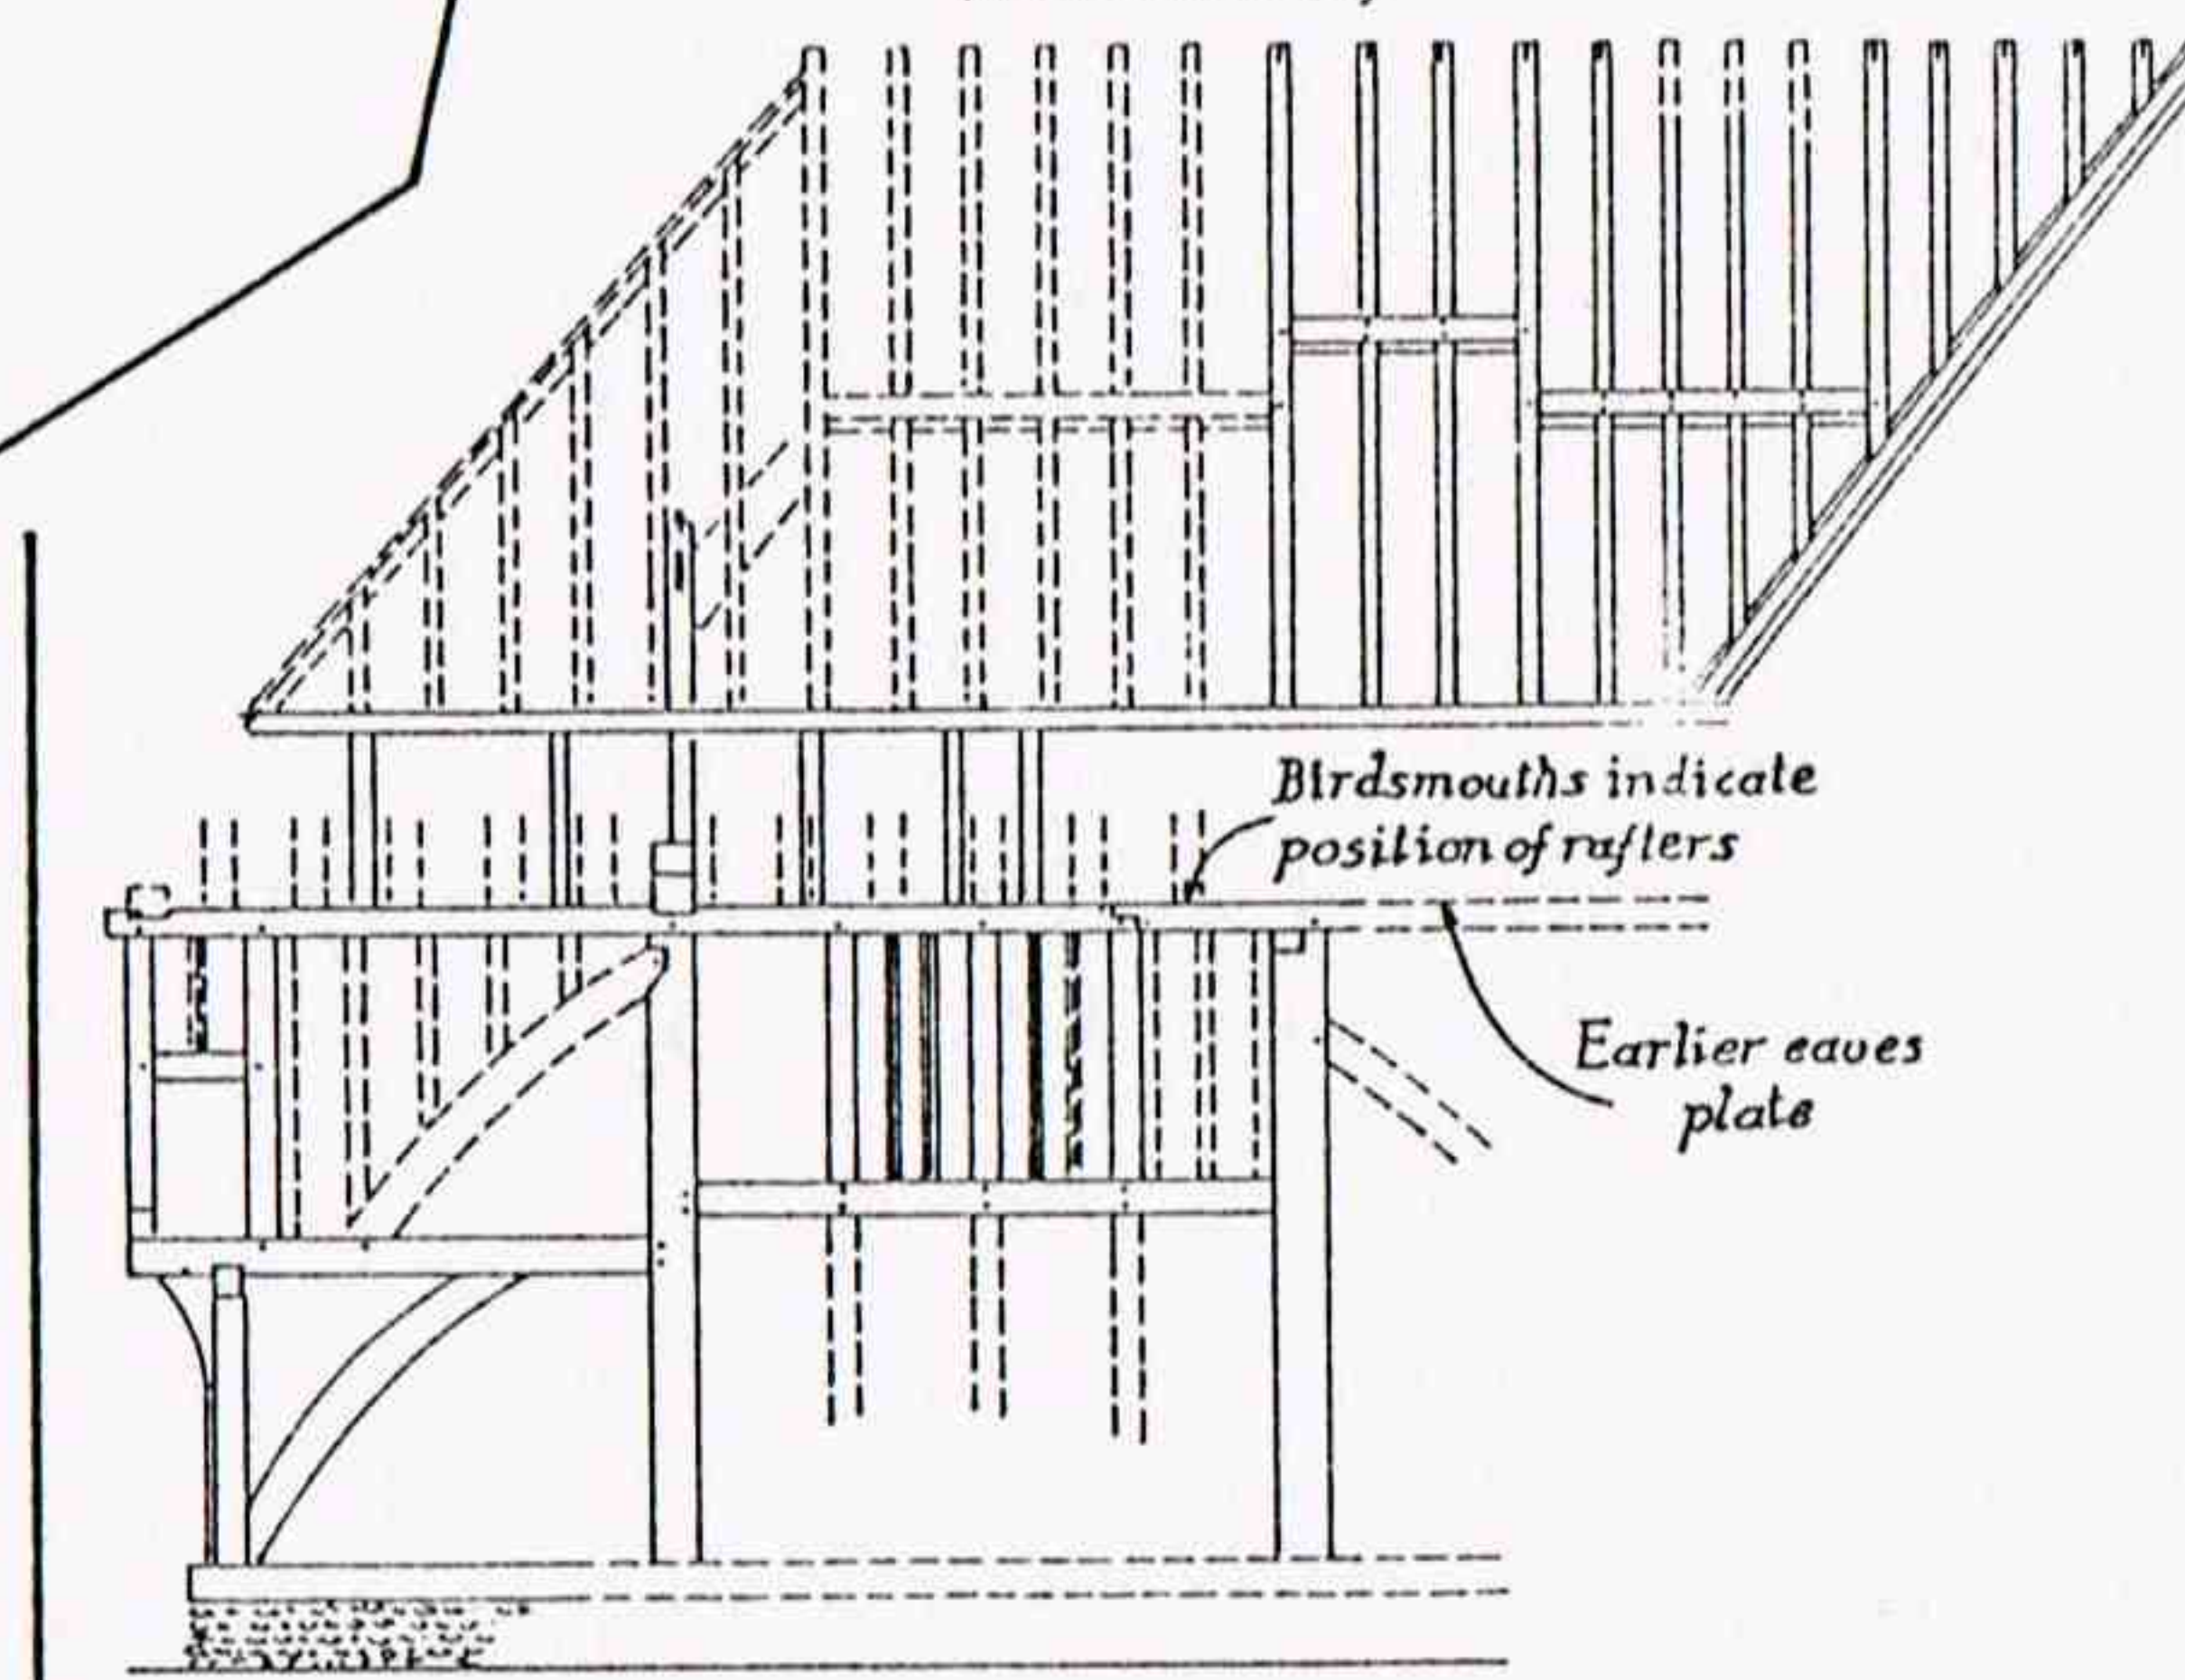 Birdsmouths indicate
position of rafters
Earlier eaves
plate